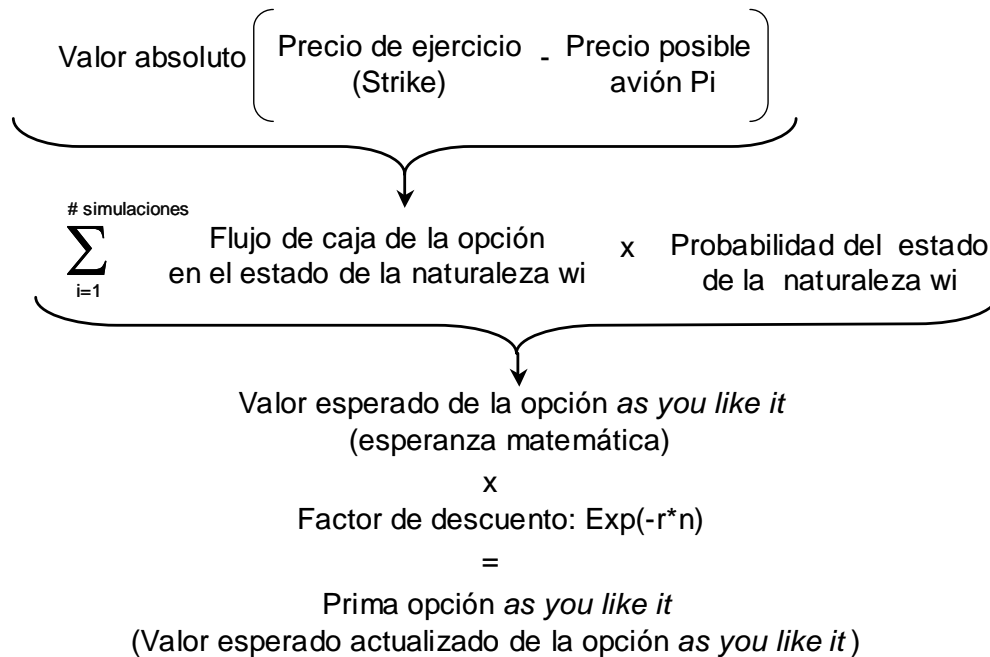 Valor absoluto Precio de ejercicio - Precio posible
(Strike) avión Pi
# simulaciones
∑ Flujo de caja de la opción x Probabilidad del estado
i=1 en el estado de la naturaleza wi de la naturaleza wi
Valor esperado de la opción as you like it
(esperanza matemática)
x
Factor de descuento: Exp(-r*n)
=
Prima opción as you like it
(Valor esperado actualizado de la opción as you like it)